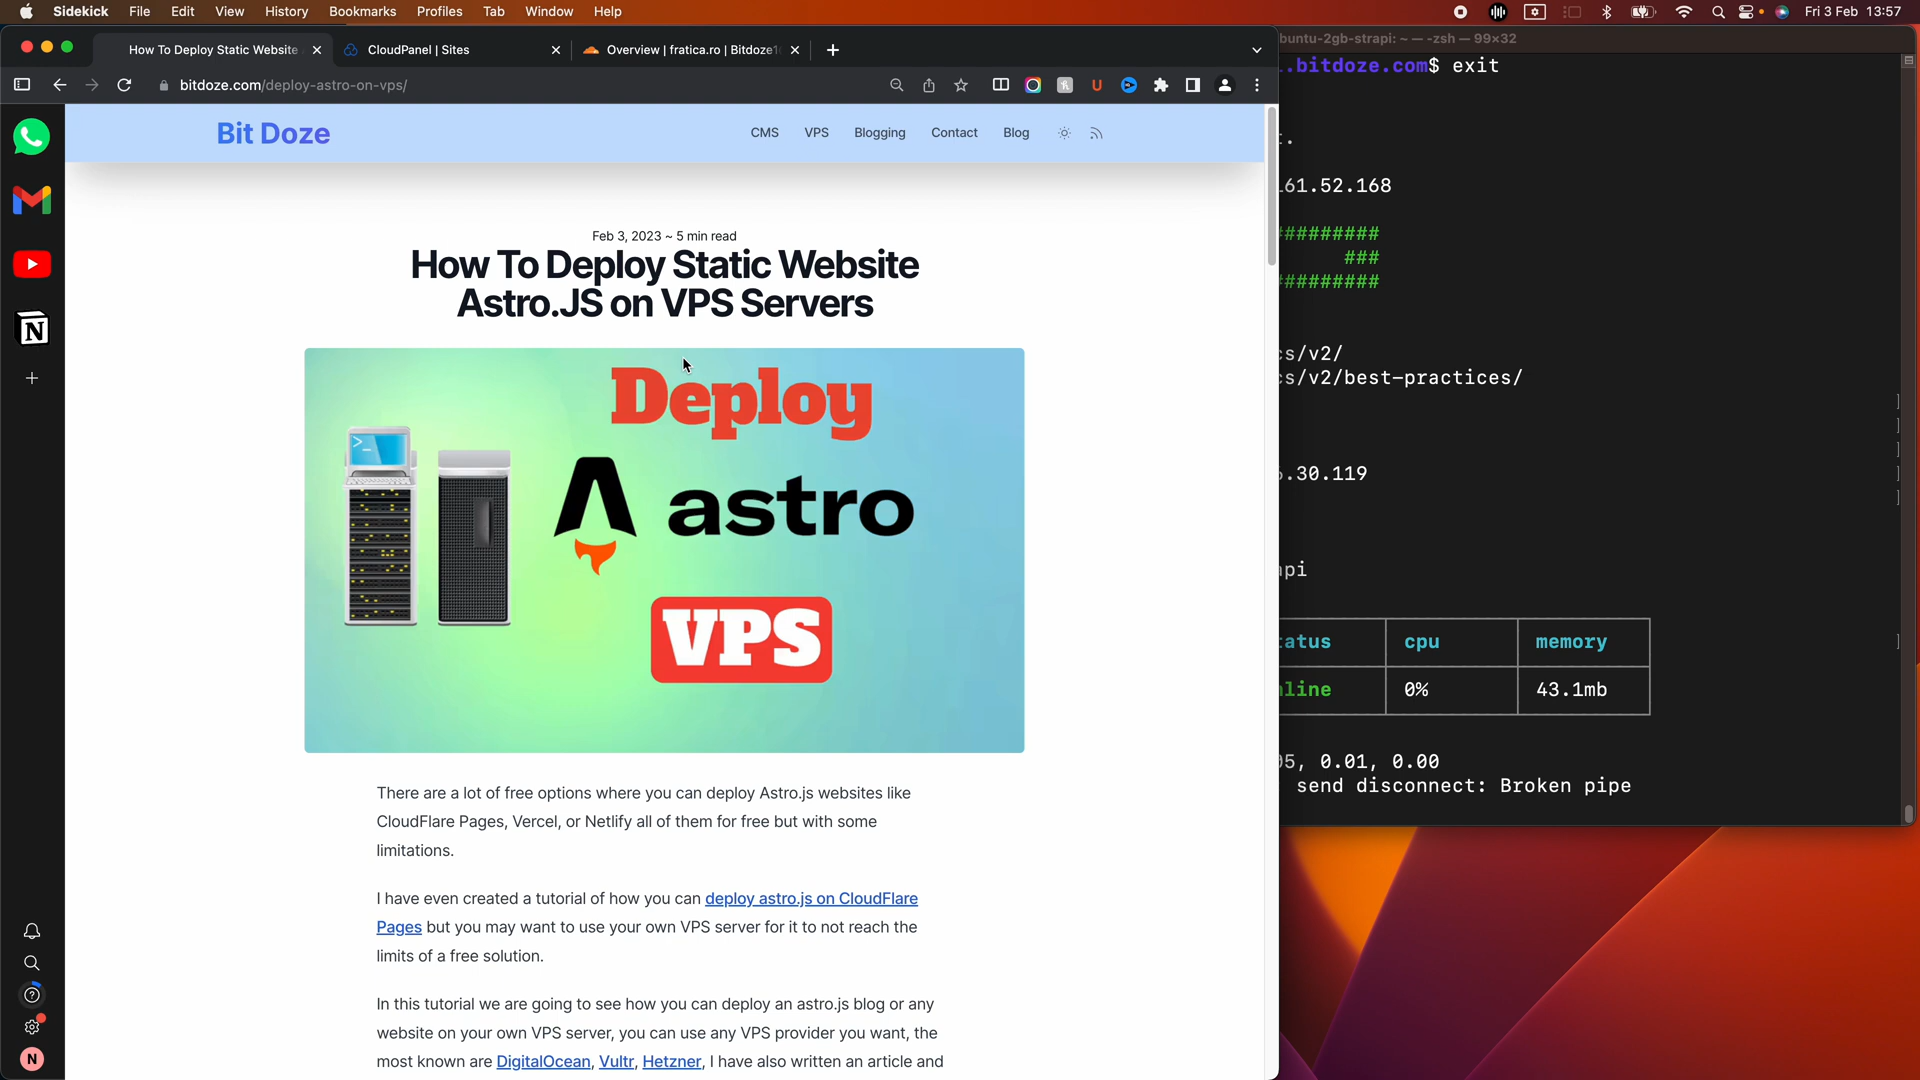 Sidekick File Edit View History Bookmarks Profiles Tab Window Help Fri 3 Feb 13:57
How To Deploy Static Website CloudPanel | Sites Overview | fratica.ro | Bitdoze1
bitdoze.com/deploy-astro-on-vps/
Bit Doze CMS VPS Blogging Contact Blog
Feb 3, 2023 ~ 5 min read
How To Deploy Static Website
Astro.JS on VPS Servers
Deploy
astro
VPS
There are a lot of free options where you can deploy Astro.js websites like
CloudFlare Pages, Vercel, or Netlify all of them for free but with some
limitations.
I have even created a tutorial of how you can deploy astro.js on CloudFlare
Pages but you may want to use your own VPS server for it to not reach the
limits of a free solution.
In this tutorial we are going to see how you can deploy an astro.js blog or any
website on your own VPS server, you can use any VPS provider you want, the
most known are DigitalOcean, Vultr, Hetzner, I have also written an article and
N
buntu-2gb-strapi: ~ — -zsh — 99×32
.bitdoze.com$ exit
.
61.52.168
########
###
########
cs/v2/
cs/v2/best-practices/
.30.119
api
tatus cpu memory
nline 0% 43.1mb
05, 0.01, 0.00
send disconnect: Broken pipe